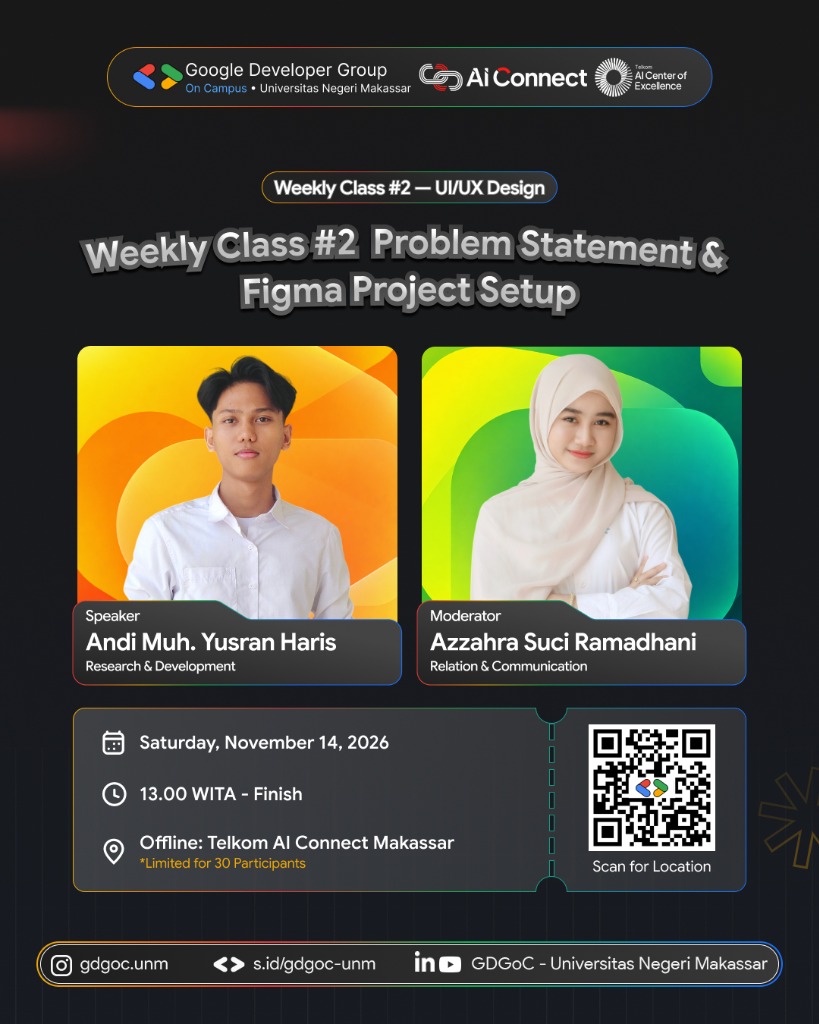 Google Developer Group
On Campus • Universitas Negeri Makassar
Ai Connect
Telkom
AI Center of
Excellence
Weekly Class #2 — UI/UX Design
Weekly Class #2 Problem Statement &
Figma Project Setup
Speaker
Andi Muh. Yusran Haris
Research & Development
Moderator
Azzahra Suci Ramadhani
Relation & Communication
Saturday, November 14, 2026
13.00 WITA - Finish
Offline: Telkom AI Connect Makassar
*Limited for 30 Participants
Scan for Location
gdgoc.unm
s.id/gdgoc-unm
in
GDGoC - Universitas Negeri Makassar